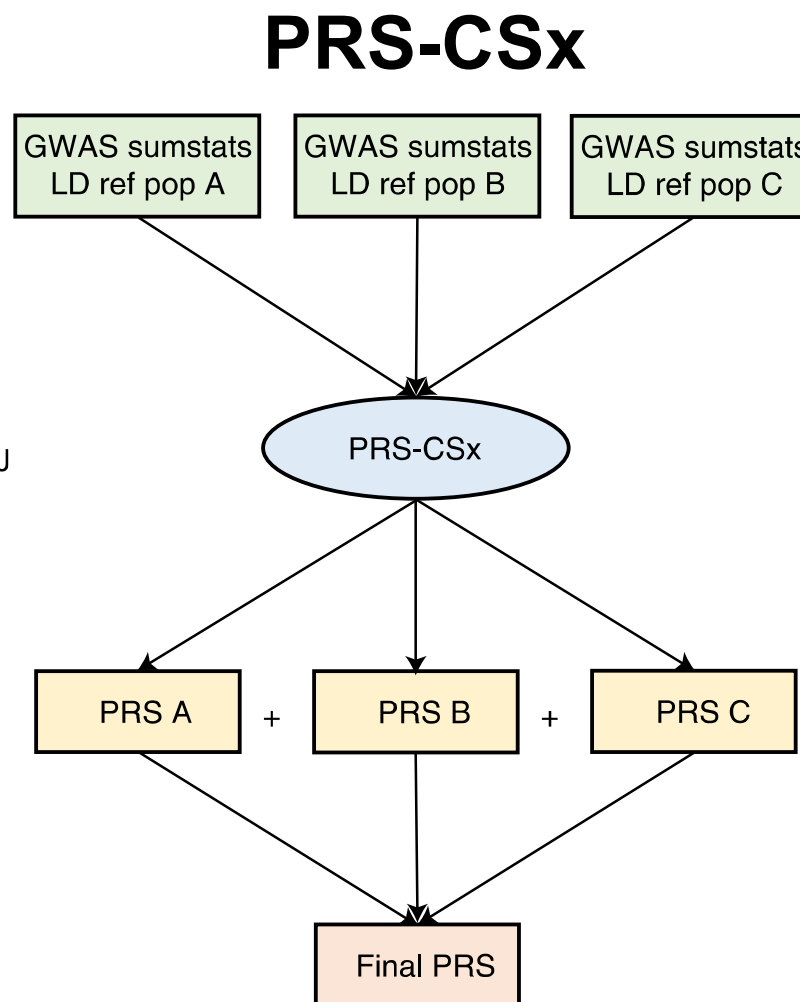 PRS-CSx
GWAS sumstats
LD ref pop A
GWAS sumstats
LD ref pop B
GWAS sumstats
LD ref pop C
PRS-CSx
PRS A
+
PRS B
+
PRS C
Final PRS